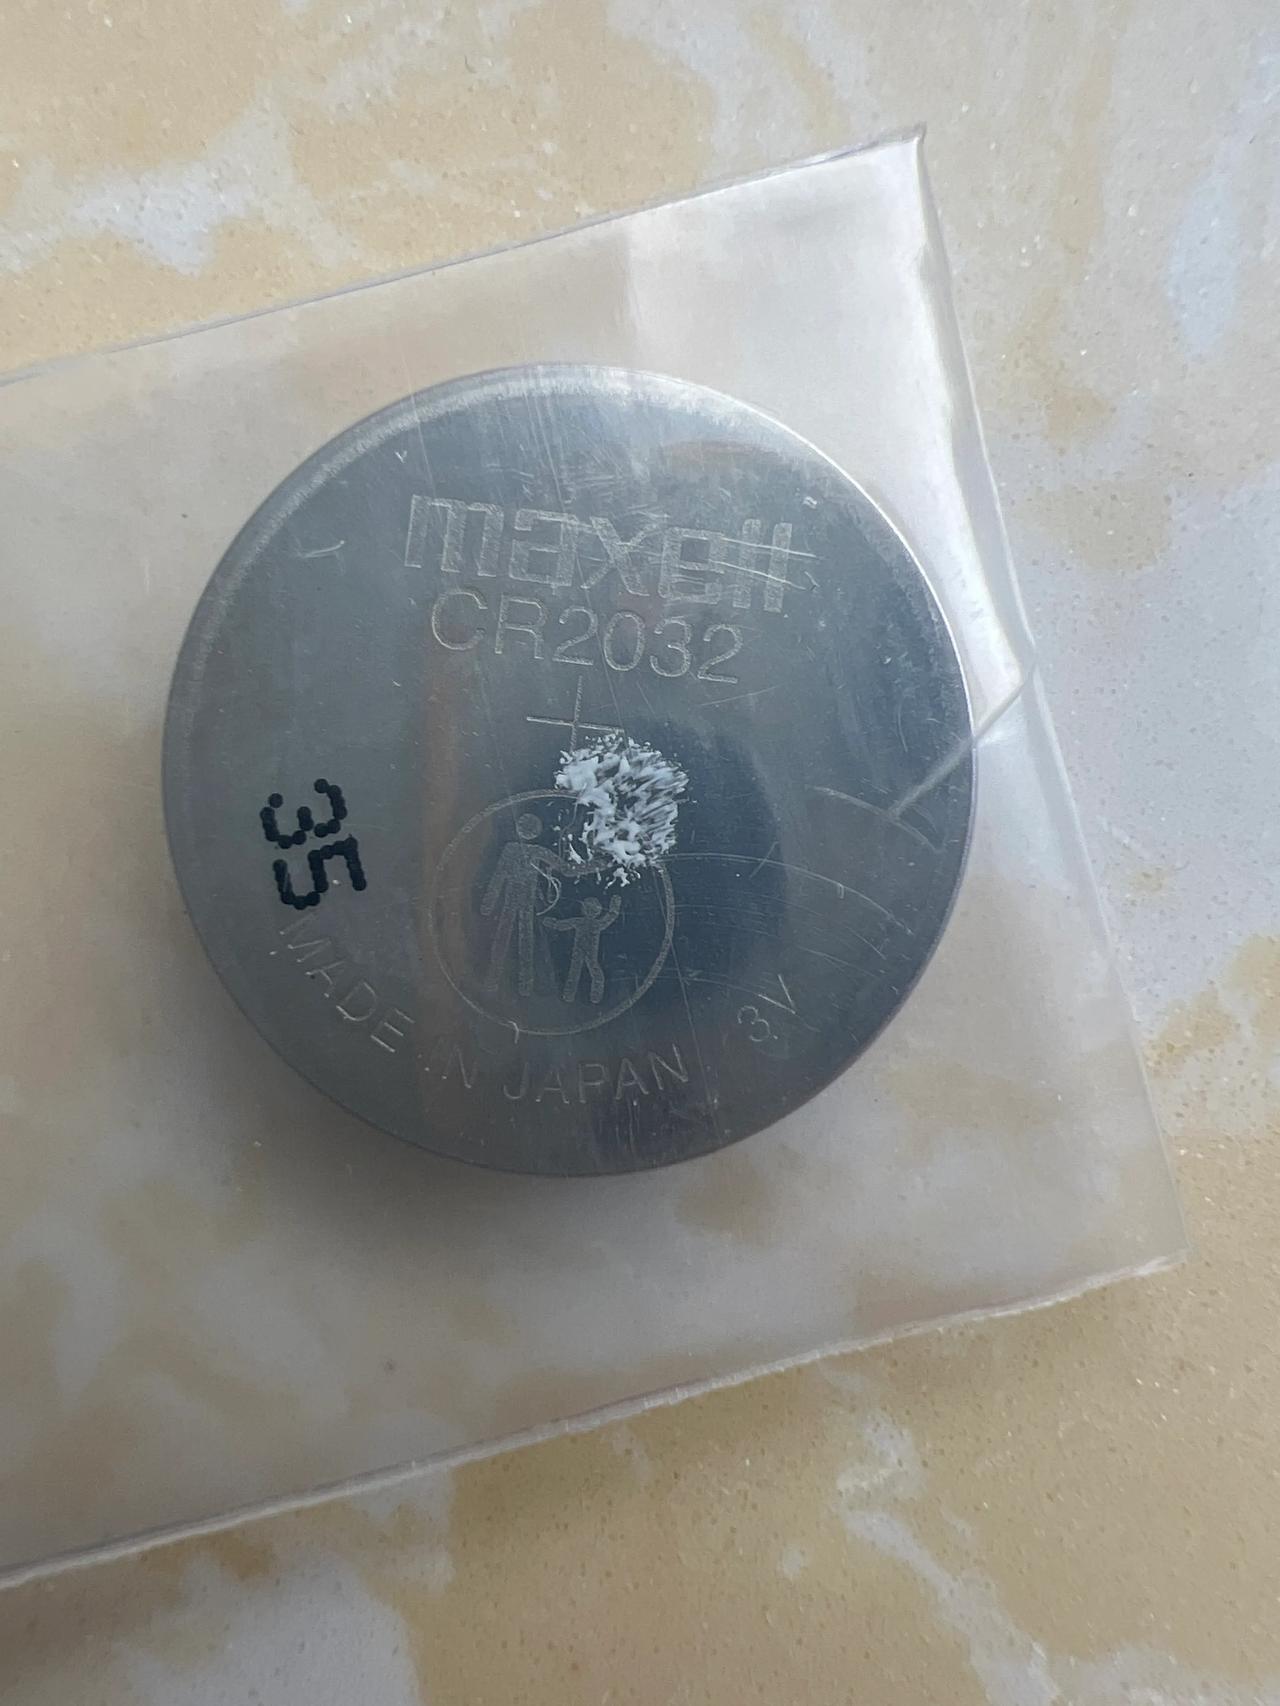 maxell
CR2032
+
35
MADE IN JAPAN 3V